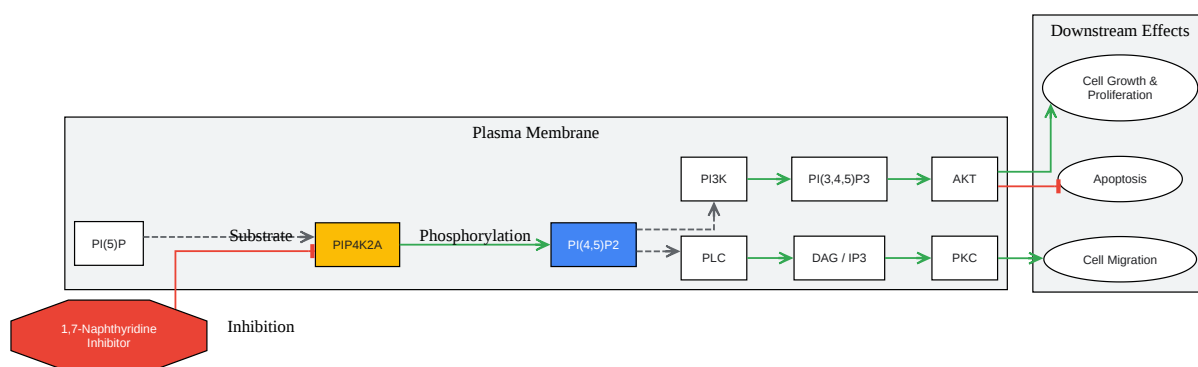 Downstream Effects
Cell Growth &
Proliferation
Plasma Membrane
PI3K
PI(3,4,5)P3
AKT
Apoptosis
PI(5)P
Substrate
PIP4K2A
Phosphorylation
PI(4,5)P2
PLC
DAG / IP3
PKC
Cell Migration
1,7-Naphthyridine
Inhibitor
Inhibition